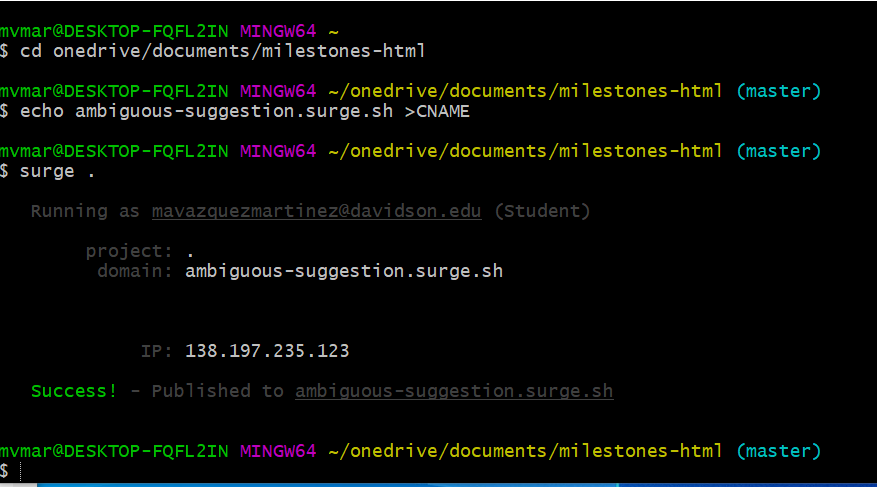 mvmar@DESKTOP-FQFL2IN MINGW64 ~
$ cd onedrive/documents/milestones-html
mvmar@DESKTOP-FQFL2IN MINGW64 ~/onedrive/documents/milestones-html (master)
$ echo ambiguous-suggestion.surge.sh >CNAME
mvmar@DESKTOP-FQFL2IN MINGW64 ~/onedrive/documents/milestones-html (master)
$ surge .
Running as mavazquezmartinez@davidson.edu (Student)
project: .
domain: ambiguous-suggestion.surge.sh
IP: 138.197.235.123
Success! - Published to ambiguous-suggestion.surge.sh
mvmar@DESKTOP-FQFL2IN MINGW64 ~/onedrive/documents/milestones-html (master)
$